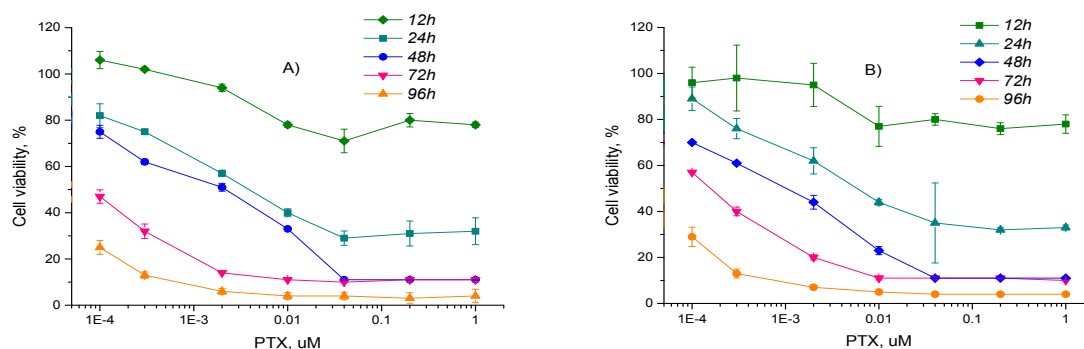 120
100
80
60
40
20
0
Cell viability, %
A)
12h
24h
48h
72h
96h
1E-4
1E-3
0.01
0.1
1
PTX, uM
120
100
80
60
40
20
0
Cell viability, %
B)
12h
24h
48h
72h
96h
1E-4
1E-3
0.01
0.1
1
PTX, uM